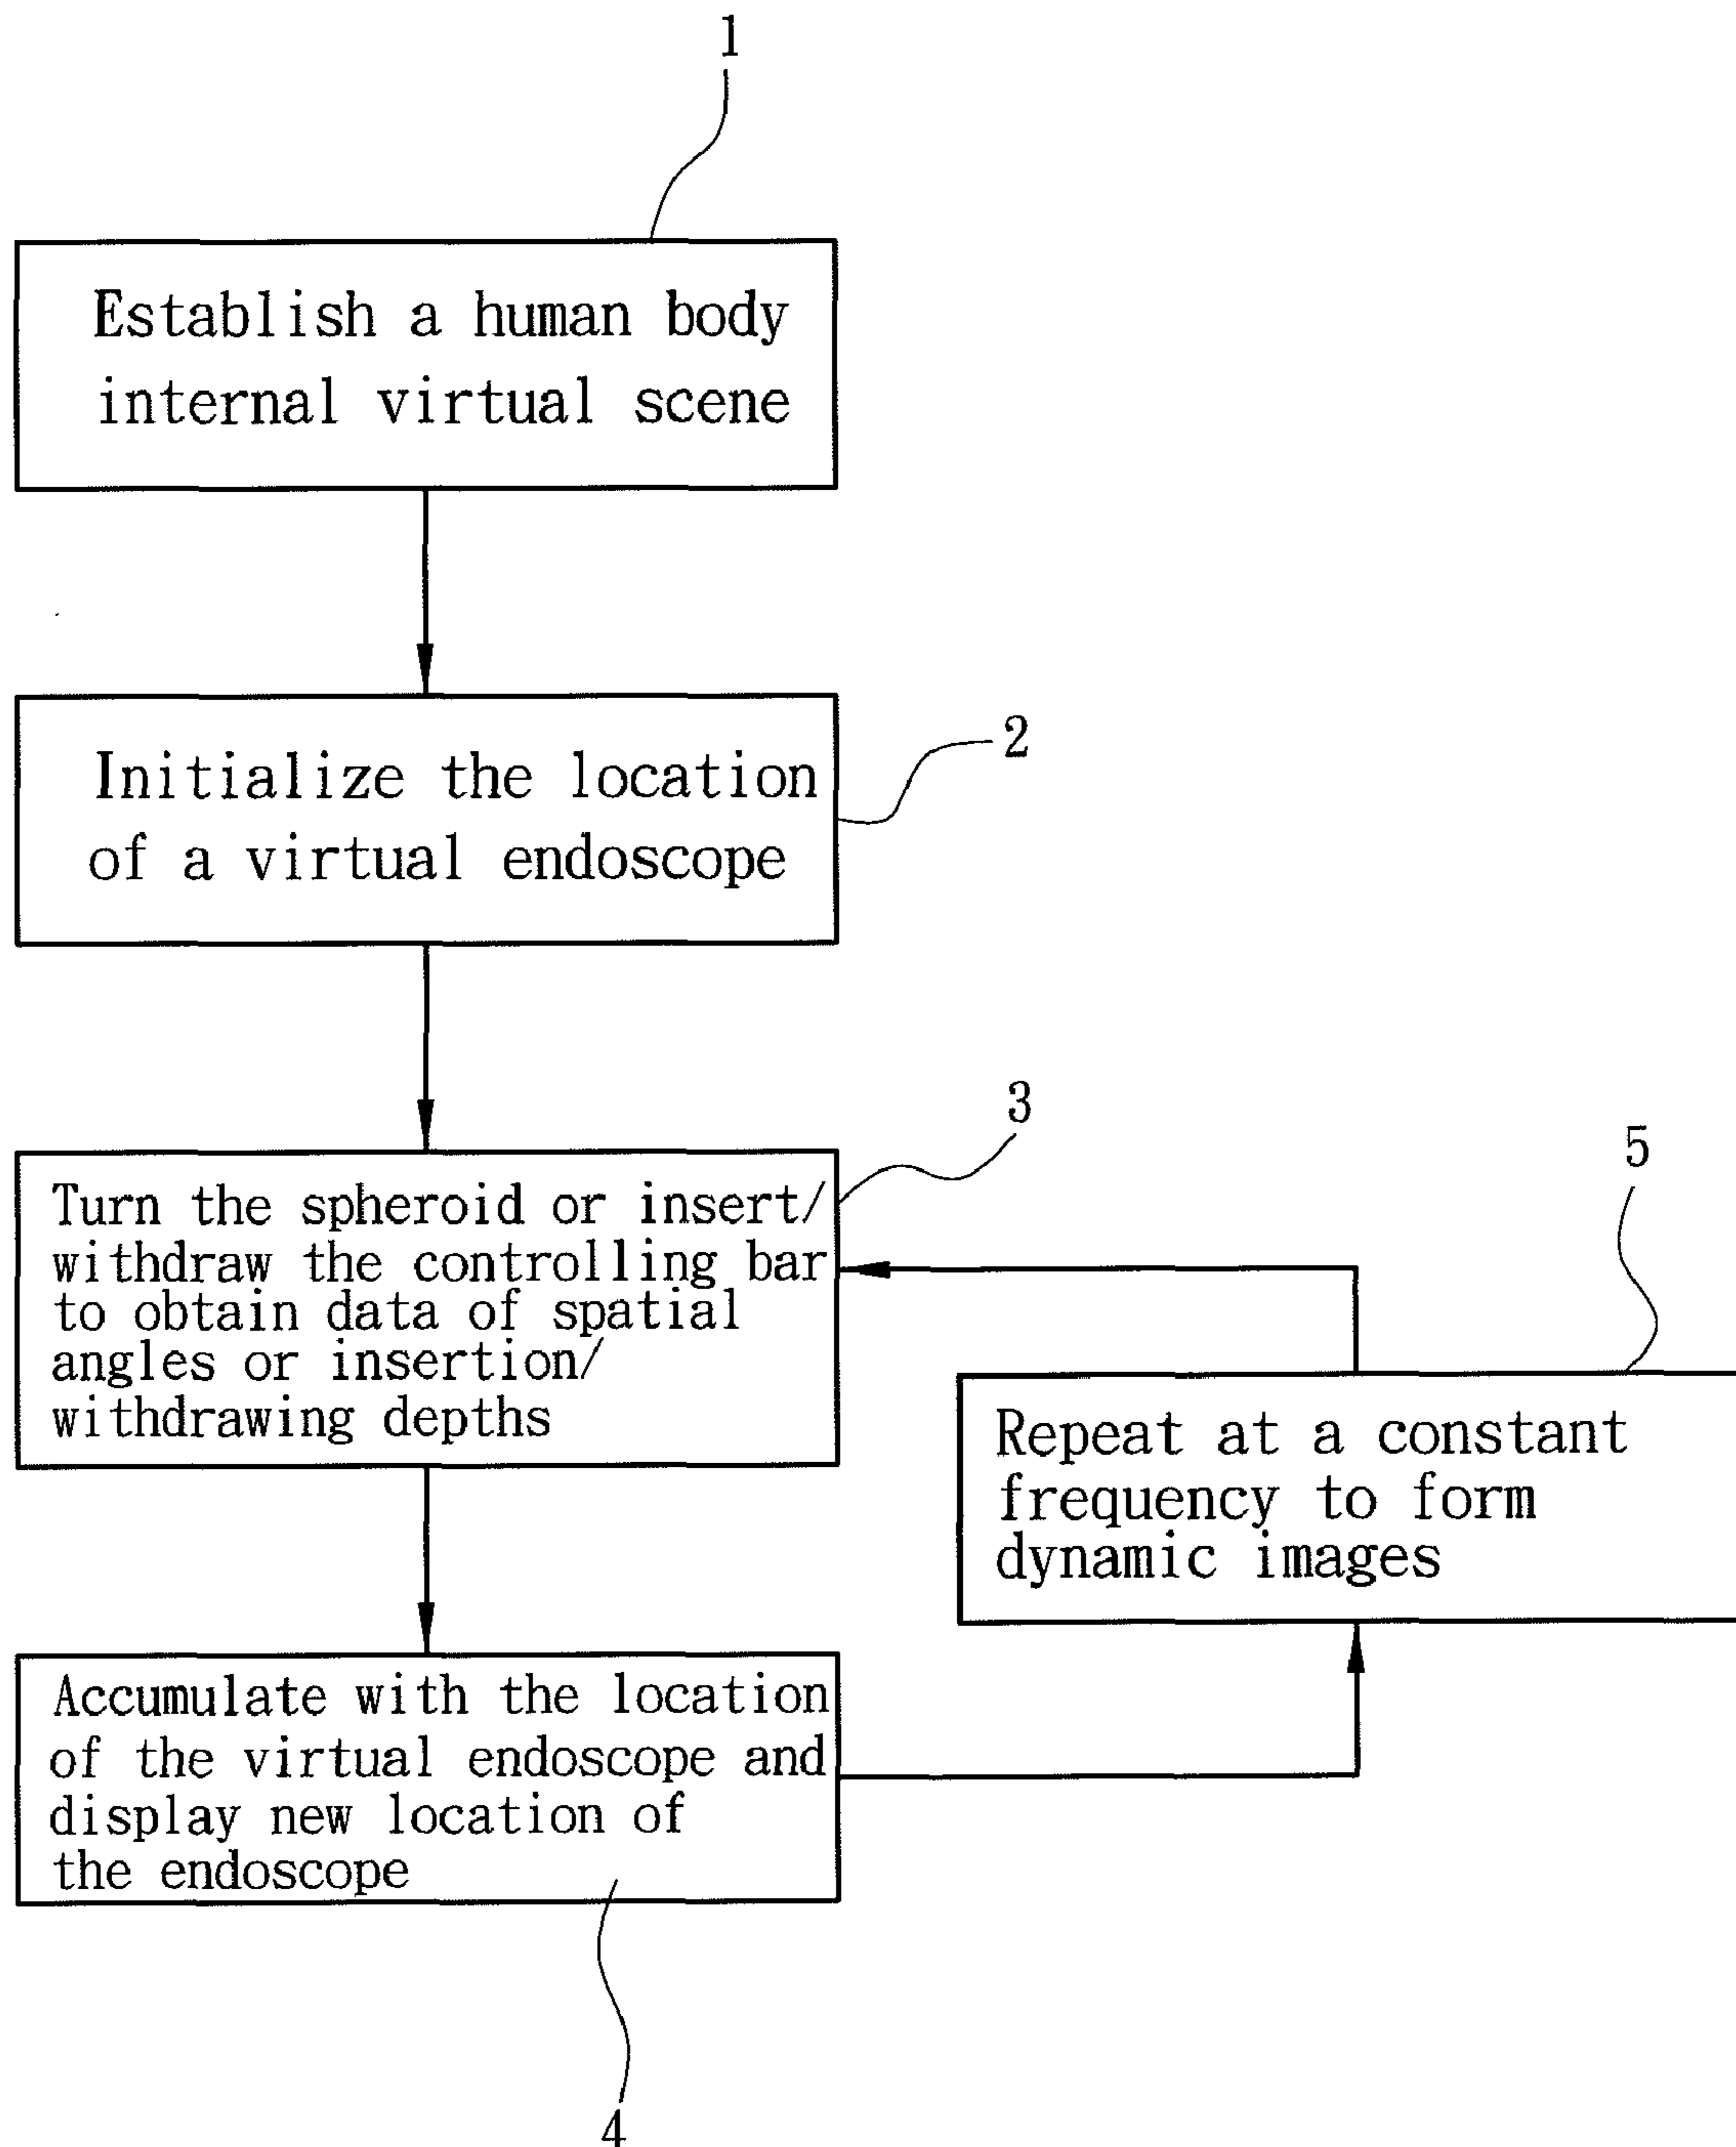 1
Establish a human body
internal virtual scene
2
Initialize the location
of a virtual endoscope
3
Turn the spheroid or insert/
withdraw the controlling bar
to obtain data of spatial
angles or insertion/
withdrawing depths
5
Repeat at a constant
frequency to form
dynamic images
Accumulate with the location
of the virtual endoscope and
display new location of
the endoscope
4